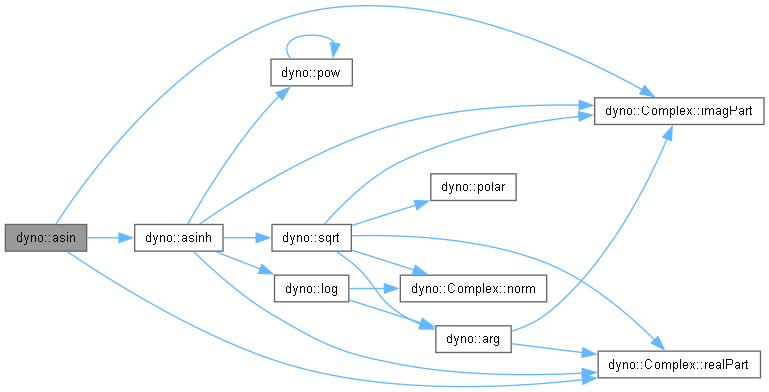 dyno::pow
dyno::Complex::imagPart
dyno::polar
dyno::asin
dyno::asinh
dyno::sqrt
dyno::log
dyno::Complex::norm
dyno::arg
dyno::Complex::realPart